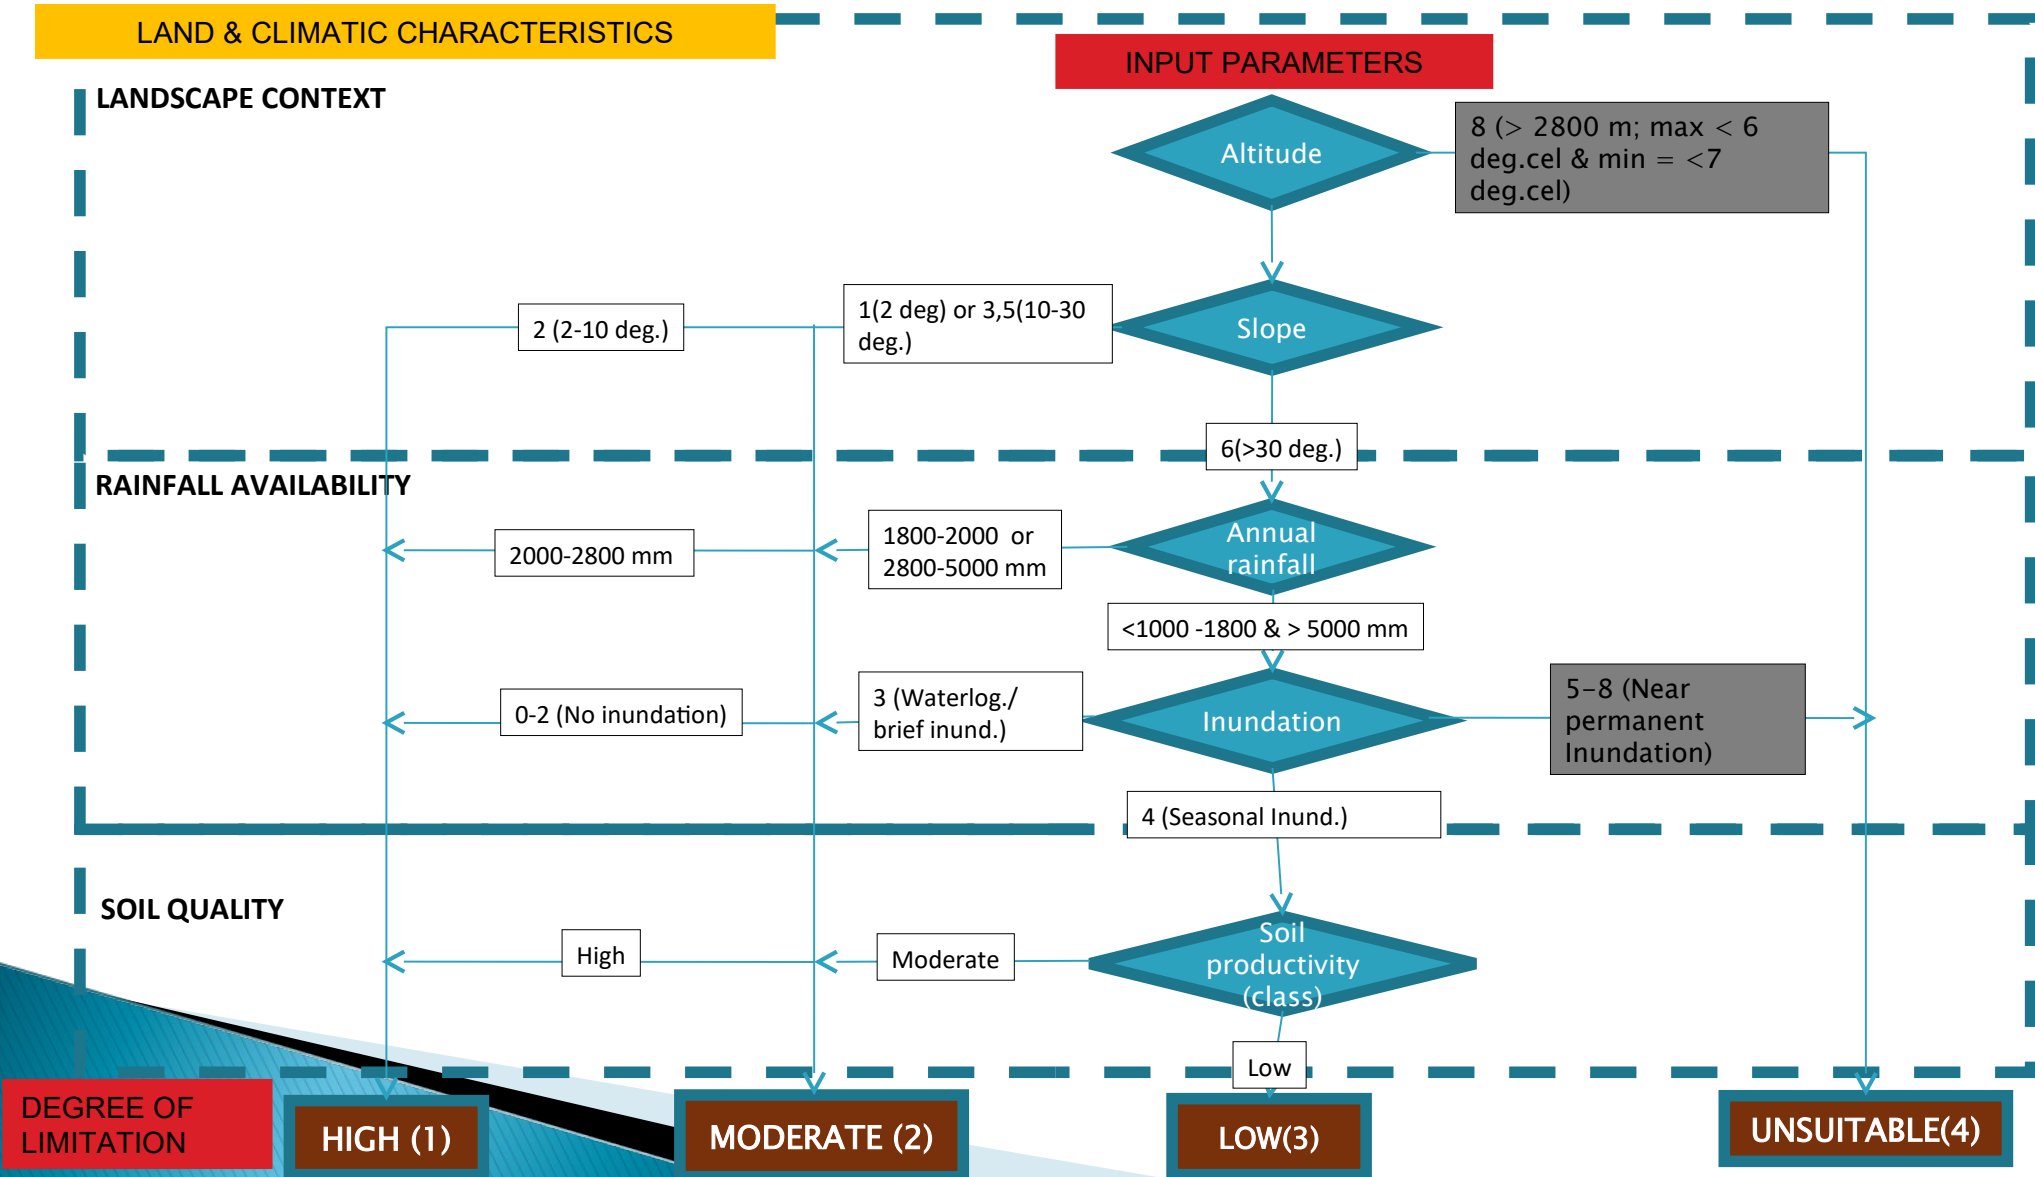 LAND & CLIMATIC CHARACTERISTICS
INPUT PARAMETERS
LANDSCAPE CONTEXT
Altitude
8 (> 2800 m; max < 6
deg.cel & min = <7
deg.cel)
2 (2-10 deg.)
1(2 deg) or 3,5(10-30
deg.)
Slope
6(>30 deg.)
RAINFALL AVAILABILITY
2000-2800 mm
1800-2000 or
2800-5000 mm
Annual
rainfall
<1000 -1800 & > 5000 mm
0-2 (No inundation)
3 (Waterlog./
brief inund.)
Inundation
5-8 (Near
permanent
Inundation)
4 (Seasonal Inund.)
SOIL QUALITY
High
Moderate
Soil
productivity
(class)
Low
DEGREE OF
LIMITATION
HIGH (1)
MODERATE (2)
LOW(3)
UNSUITABLE(4)